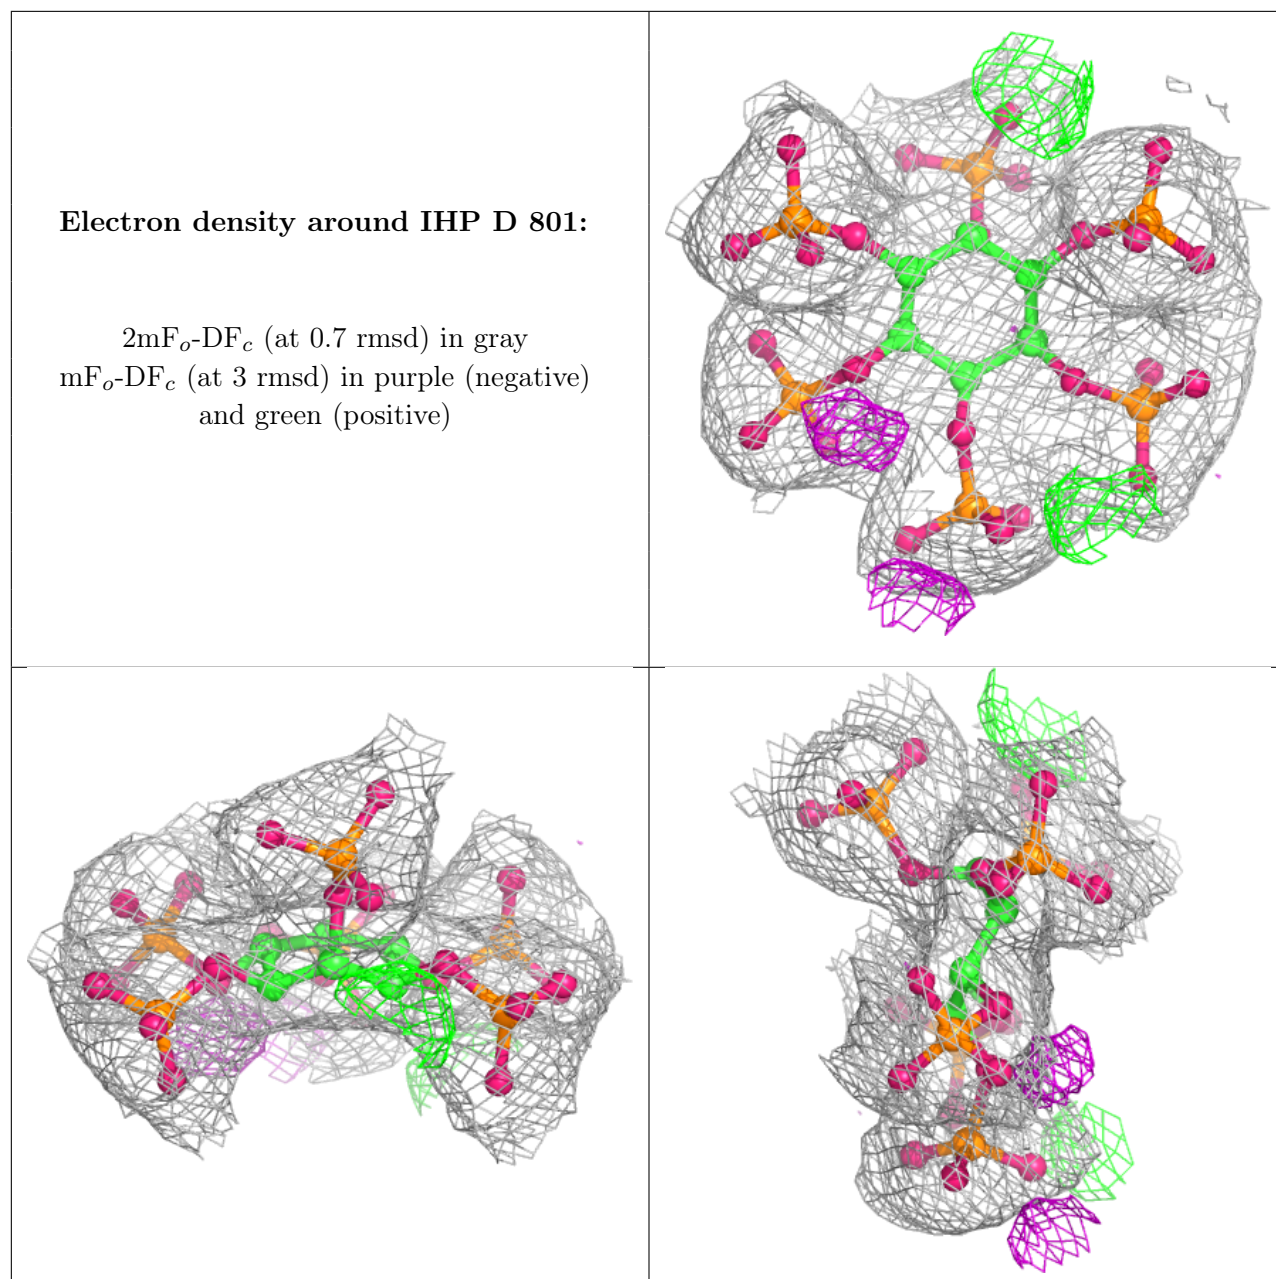 Electron density around IHP D 801:
2mFo-DFc (at 0.7 rmsd) in gray
mFo-DFc (at 3 rmsd) in purple (negative)
and green (positive)